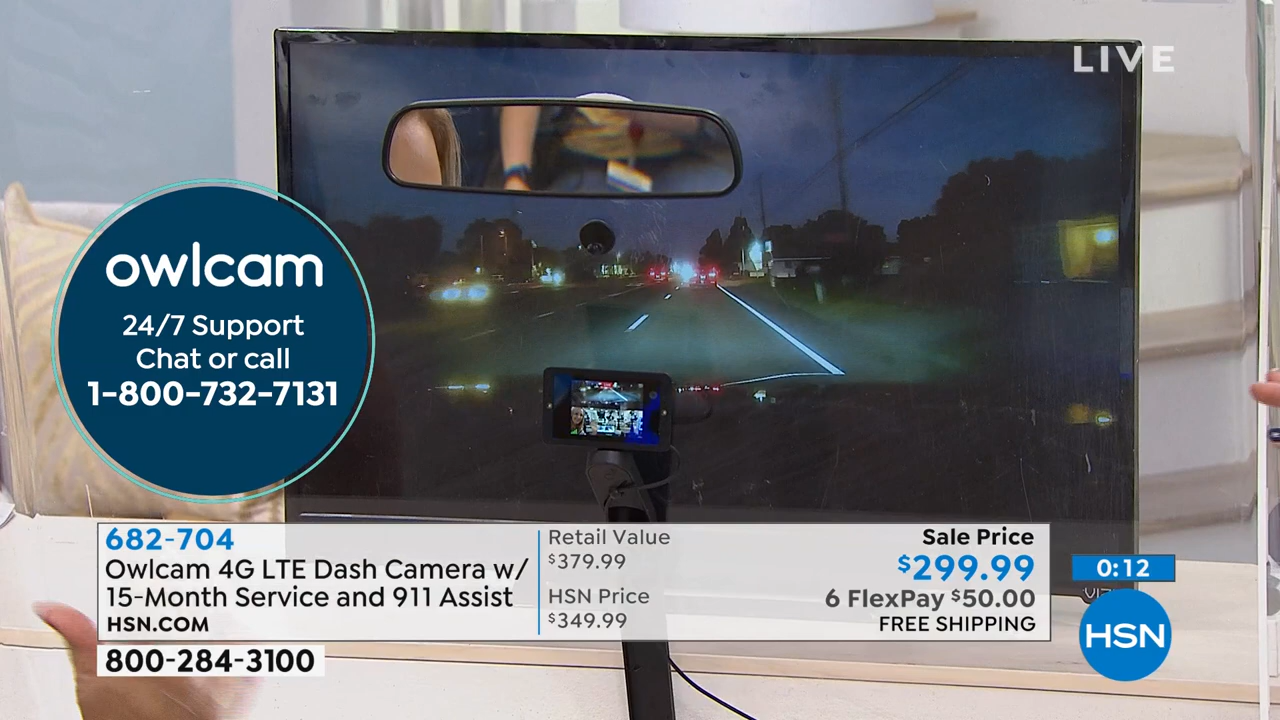 LIVE
owlcam
24/7 Support
Chat or call
1-800-732-7131
682-704
Owlcam 4G LTE Dash Camera w/
15-Month Service and 911 Assist
HSN.COM
800-284-3100
Retail Value
$379.99
HSN Price
$349.99
Sale Price
$299.99
6 FlexPay $50.00
FREE SHIPPING
0:12
HSN